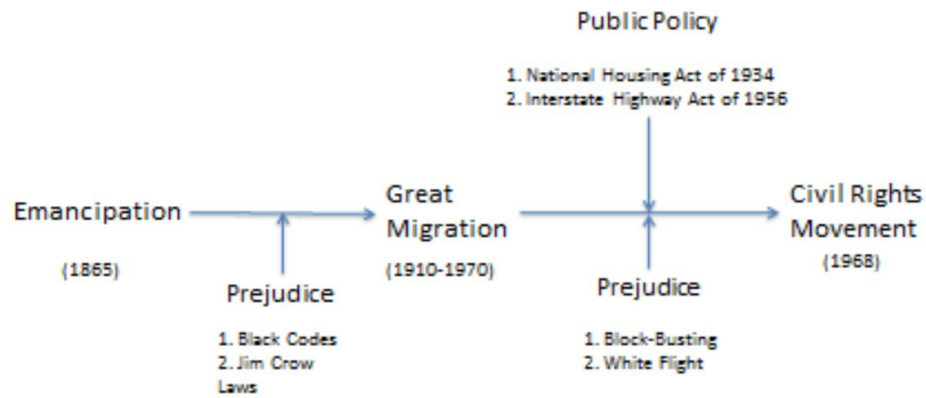 Public Policy
1. National Housing Act of 1934
2. Interstate Highway Act of 1956
Emancipation
(1865)
Prejudice
1. Black Codes
2. Jim Crow
Laws
Great
Migration
(1910-1970)
Prejudice
1. Block-Busting
2. White Flight
Civil Rights
Movement
(1968)